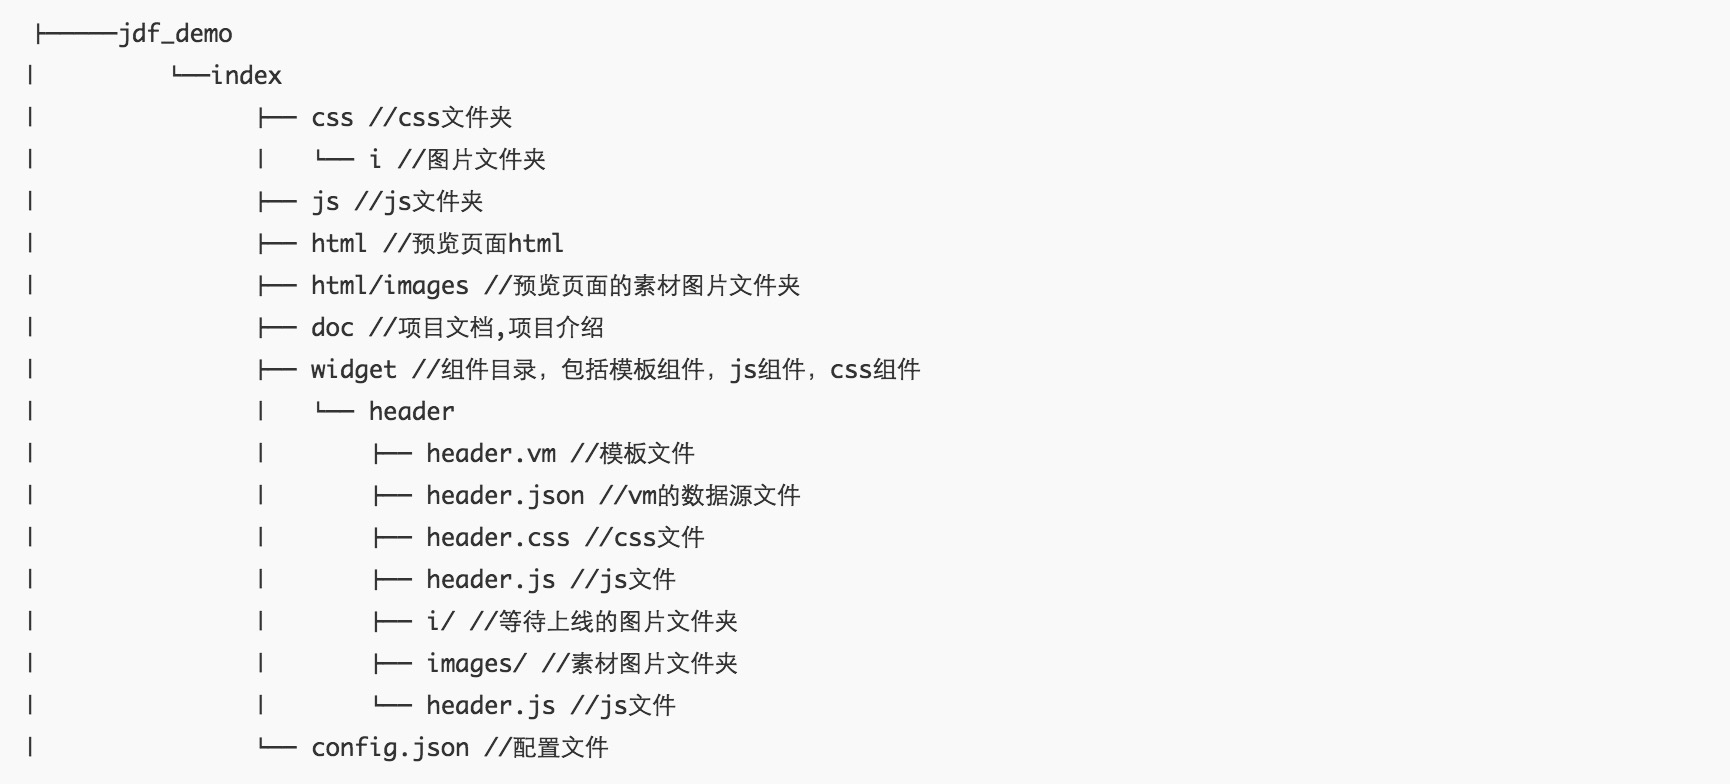 ├─────jdf_demo
|         └──index
|               ├── css //css文件夹
|               |   └── i //图片文件夹
|               ├── js //js文件夹
|               ├── html //预览页面html
|               ├── html/images //预览页面的素材图片文件夹
|               ├── doc //项目文档,项目介绍
|               ├── widget //组件目录，包括模板组件，js组件，css组件
|               |   └── header
|               |       ├── header.vm //模板文件
|               |       ├── header.json //vm的数据源文件
|               |       ├── header.css //css文件
|               |       ├── header.js //js文件
|               |       ├── i/ //等待上线的图片文件夹
|               |       ├── images/ //素材图片文件夹
|               |       └── header.js //js文件
|               └── config.json //配置文件